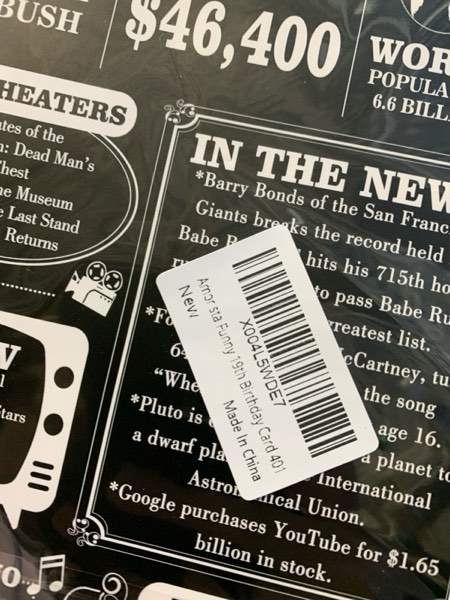 BUSH
$46,400
WOR
POPULA
6.6 BILL
HEATERS
tes of the
n: Dead Man's
hest
he Museum
e Last Stand
Returns
IN THE NEW
*Barry Bonds of the San Franc
Giants breaks the record held
Babe
hits his 715th ho
to pass Babe Ru
reatest list.
*Fo
cCartney, tu
64
"Whe
the song
age 16.
*Pluto is
a planet to
a dwarf pla
International
Astro
ical Union.
*Google purchases YouTube for $1.65
billion in stock.
X004L5WDE7
Amorsta Funny 19th Birthday Card 401
New
Made In China
V
l
tars